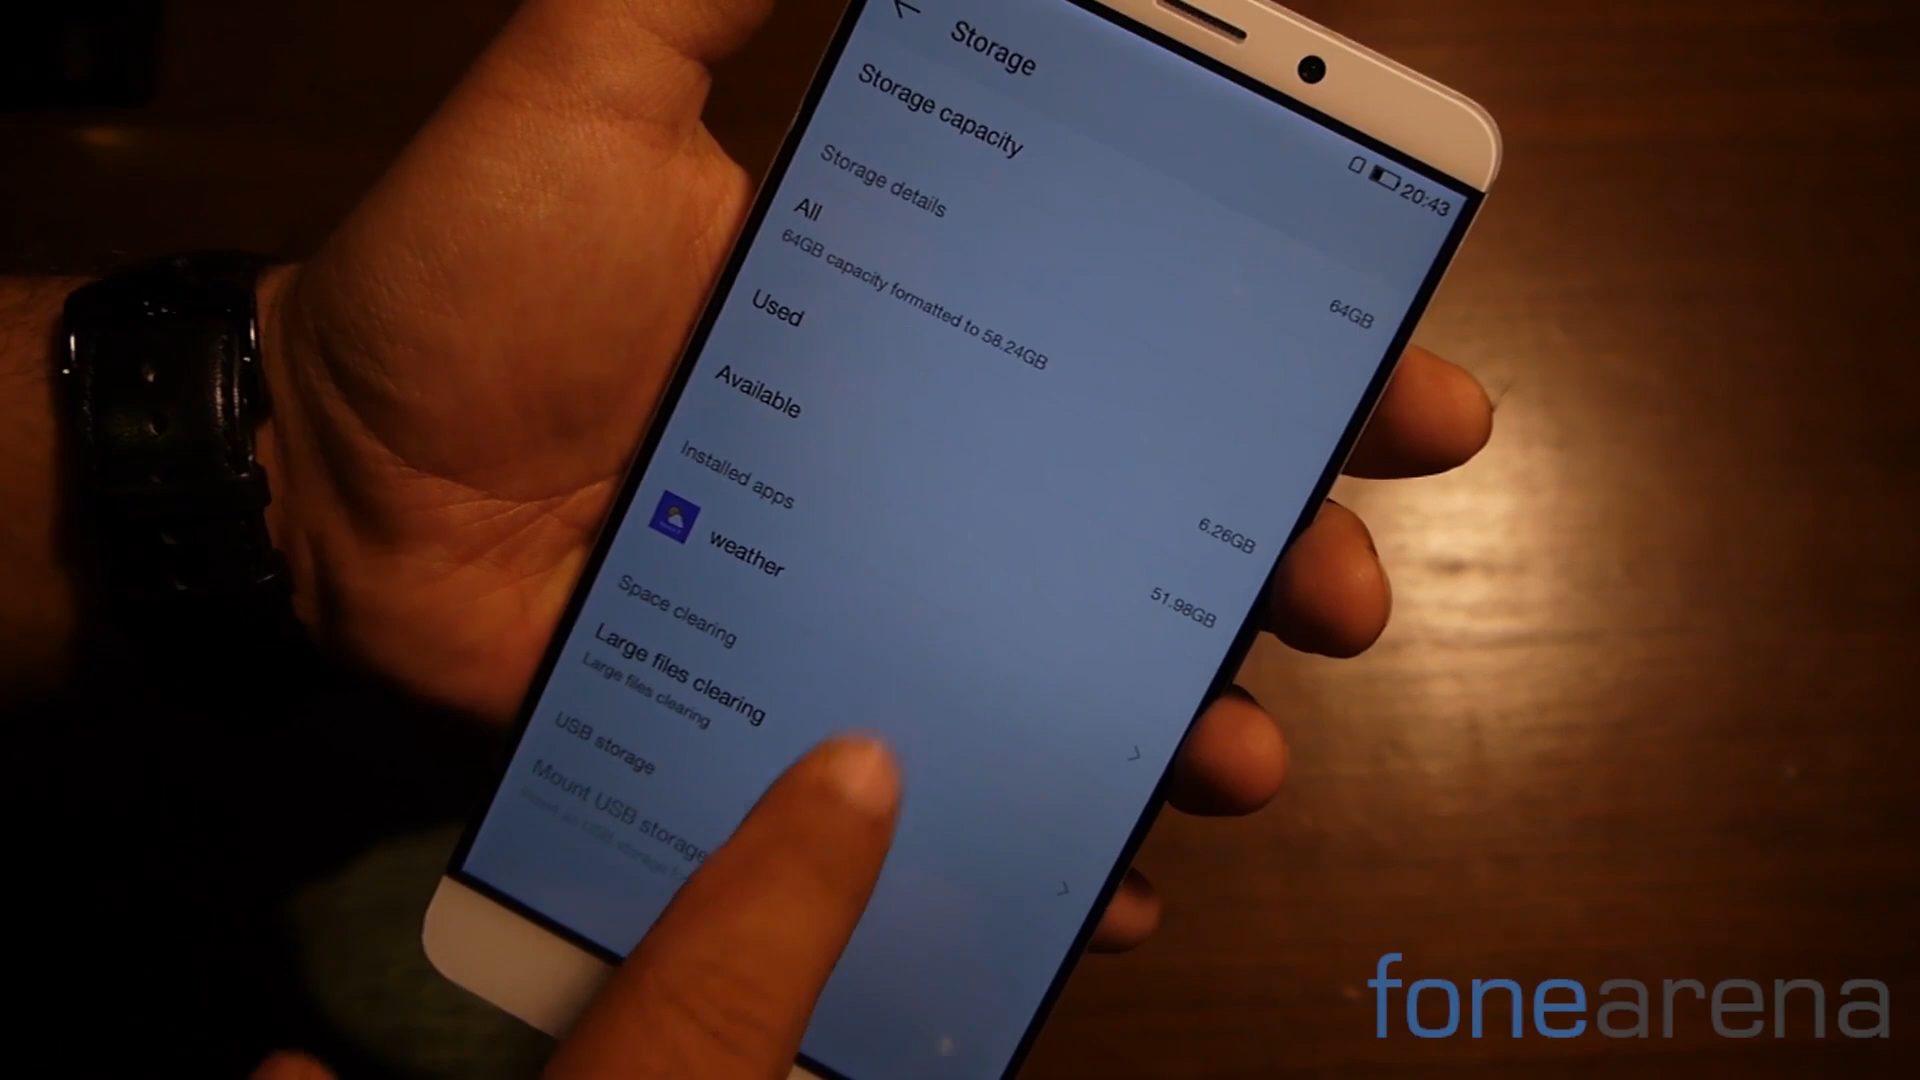 Storage
20:43
Storage capacity
Storage details
All
64GB
64GB capacity formatted to 58.24GB
Used
6.26GB
Available
51.98GB
Installed apps
weather
Space clearing
Large files clearing
Large files clearing
USB storage
Mount USB storage
fonearena